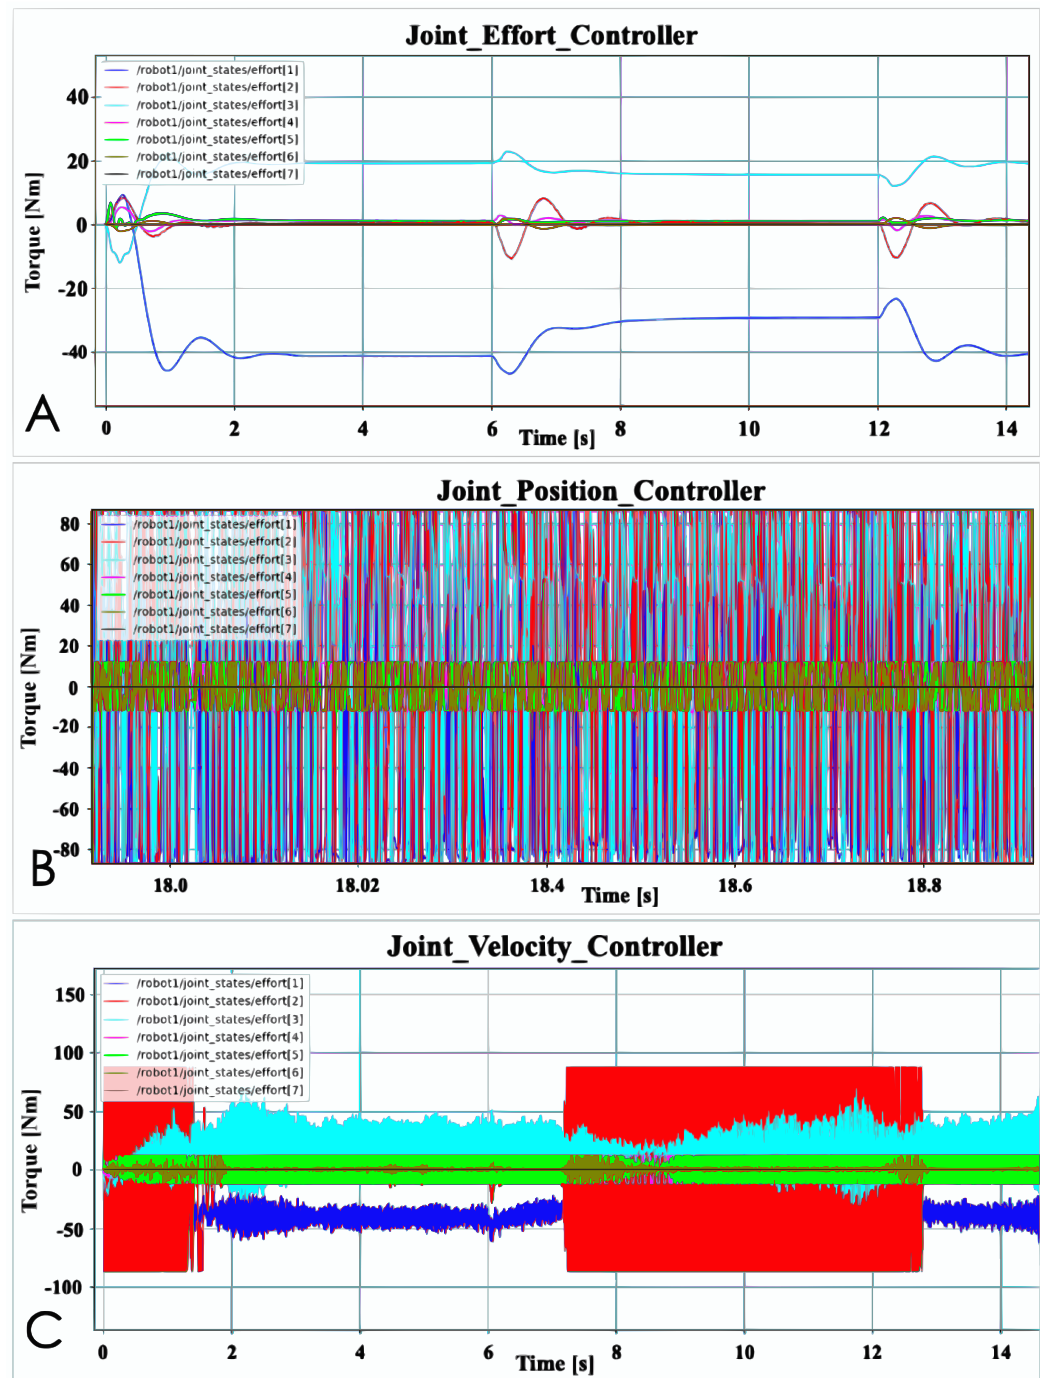 Joint_Effort_Controller
/robot1/joint_states/effort[1]
/robot1/joint_states/effort[2]
/robot1/joint_states/effort[3]
/robot1/joint_states/effort[4]
/robot1/joint_states/effort[5]
/robot1/joint_states/effort[6]
/robot1/joint_states/effort[7]
40
20
0
-20
-40
Torque [Nm]
0 2 4 6 8 10 12 14
Time [s]
A
Joint_Position_Controller
/robot1/joint_states/effort[1]
/robot1/joint_states/effort[2]
/robot1/joint_states/effort[3]
/robot1/joint_states/effort[4]
/robot1/joint_states/effort[5]
/robot1/joint_states/effort[6]
/robot1/joint_states/effort[7]
80
60
40
20
0
-20
-40
-60
-80
Torque [Nm]
18.0 18.02 18.4 18.6 18.8
Time [s]
B
Joint_Velocity_Controller
/robot1/joint_states/effort[1]
/robot1/joint_states/effort[2]
/robot1/joint_states/effort[3]
/robot1/joint_states/effort[4]
/robot1/joint_states/effort[5]
/robot1/joint_states/effort[6]
/robot1/joint_states/effort[7]
150
100
50
0
-50
-100
Torque [Nm]
0 2 4 6 8 10 12 14
Time [s]
C